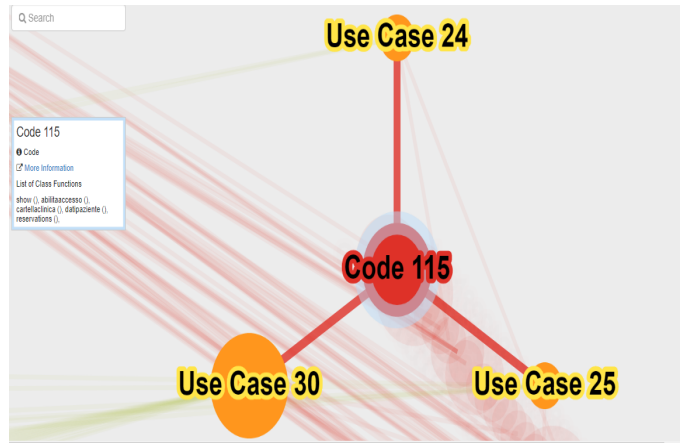 Search
Use Case 24
Code 115
Code
More Information
List of Class Functions
show (), abilitaaccesso (),
cartellaclinica (), datipaziente (),
reservations (),
Code 115
Use Case 30
Use Case 25